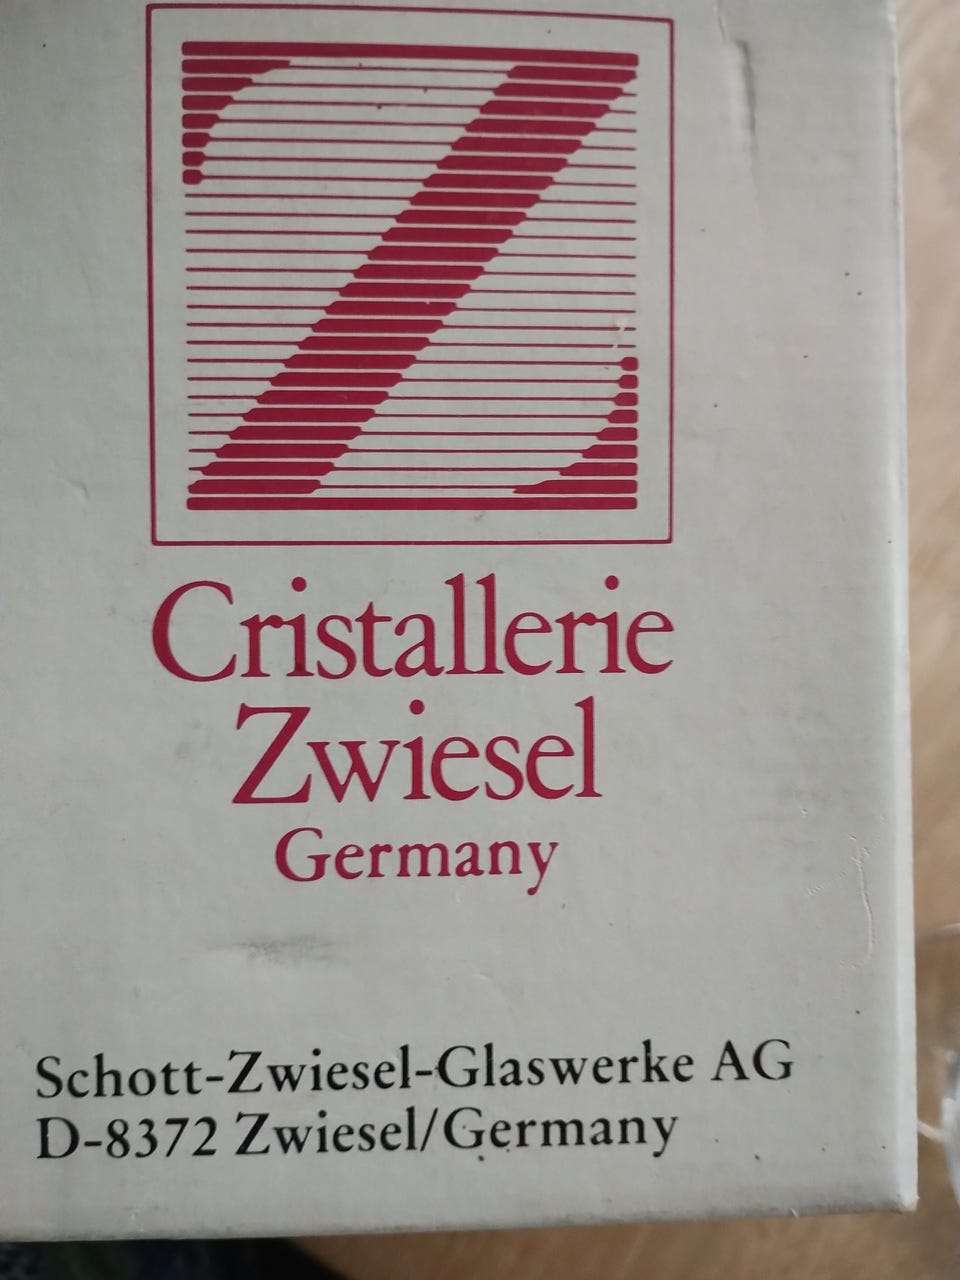 Cristallerie
Zwiesel
Germany
Schott-Zwiesel-Glaswerke AG
D-8372 Zwiesel/Germany